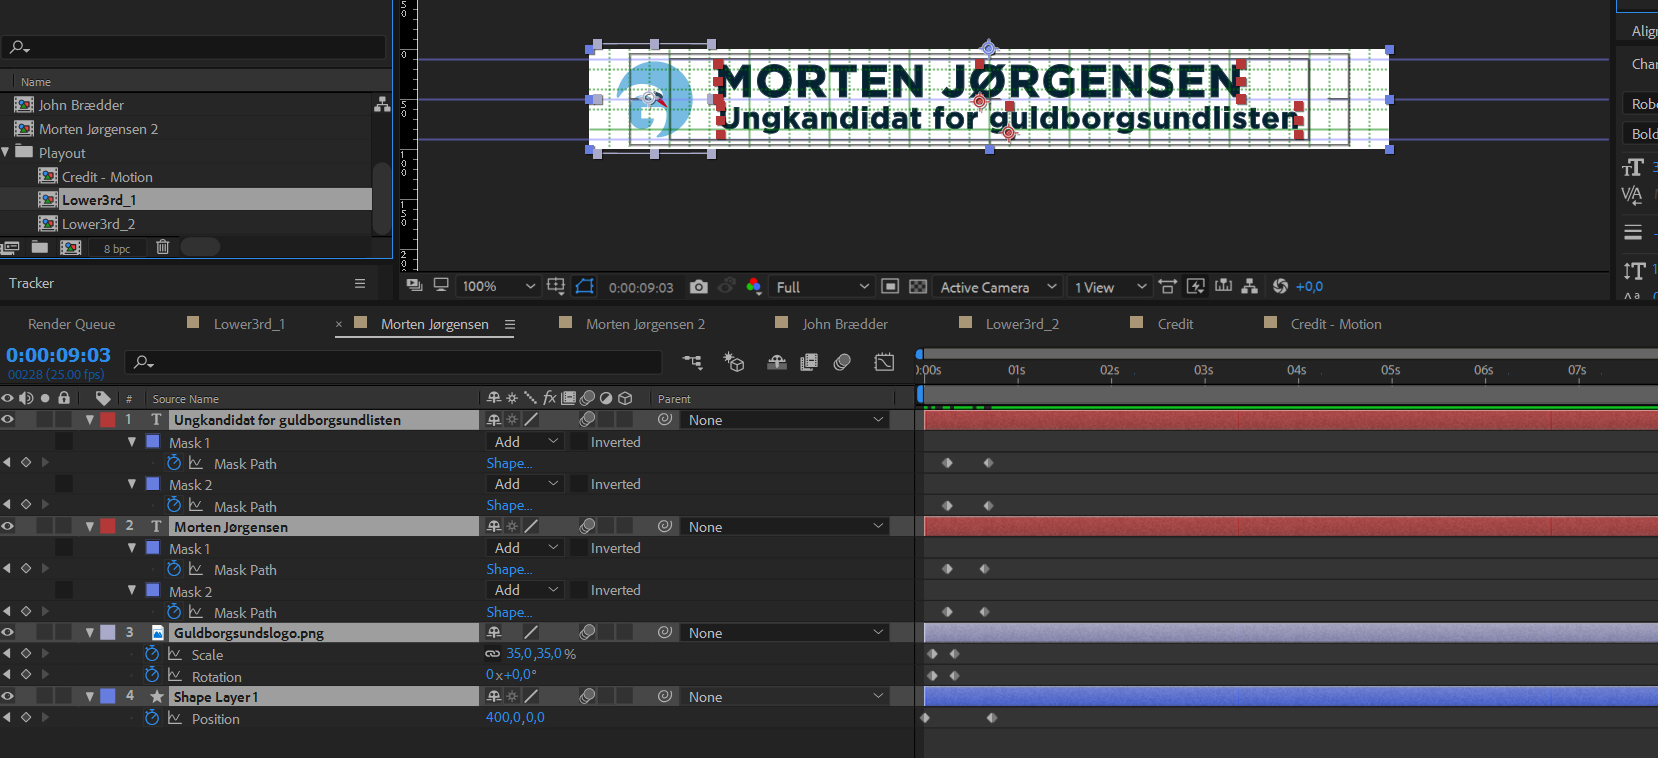 Name
John Brædder
Morten Jørgensen 2
Playout
Credit - Motion
Lower3rd_1
Lower3rd_2
8 bpc
Tracker
MORTEN JØRGENSEN
Ungkandidat for guldborgsundlisten
Align
Char
Robo
Bold
100%
0:00:09:03
Full
Active Camera
1 View
+0,0
Render Queue
Lower3rd_1
× Morten Jørgensen
Morten Jørgensen 2
John Brædder
Lower3rd_2
Credit
Credit - Motion
0:00:09:03
00228 (25.00 fps)
0:00s 01s 02s 03s 04s 05s 06s 07s
# Source Name
Parent
1 T Ungkandidat for guldborgsundlisten None
Mask 1 Add Inverted
Mask Path Shape...
Mask 2 Add Inverted
Mask Path Shape...
2 T Morten Jørgensen None
Mask 1 Add Inverted
Mask Path Shape...
Mask 2 Add Inverted
Mask Path Shape...
3 Guldborgsundslogo.png None
Scale 35,0,35,0%
Rotation 0x+0,0°
4 Shape Layer 1 None
Position 400,0,0,0